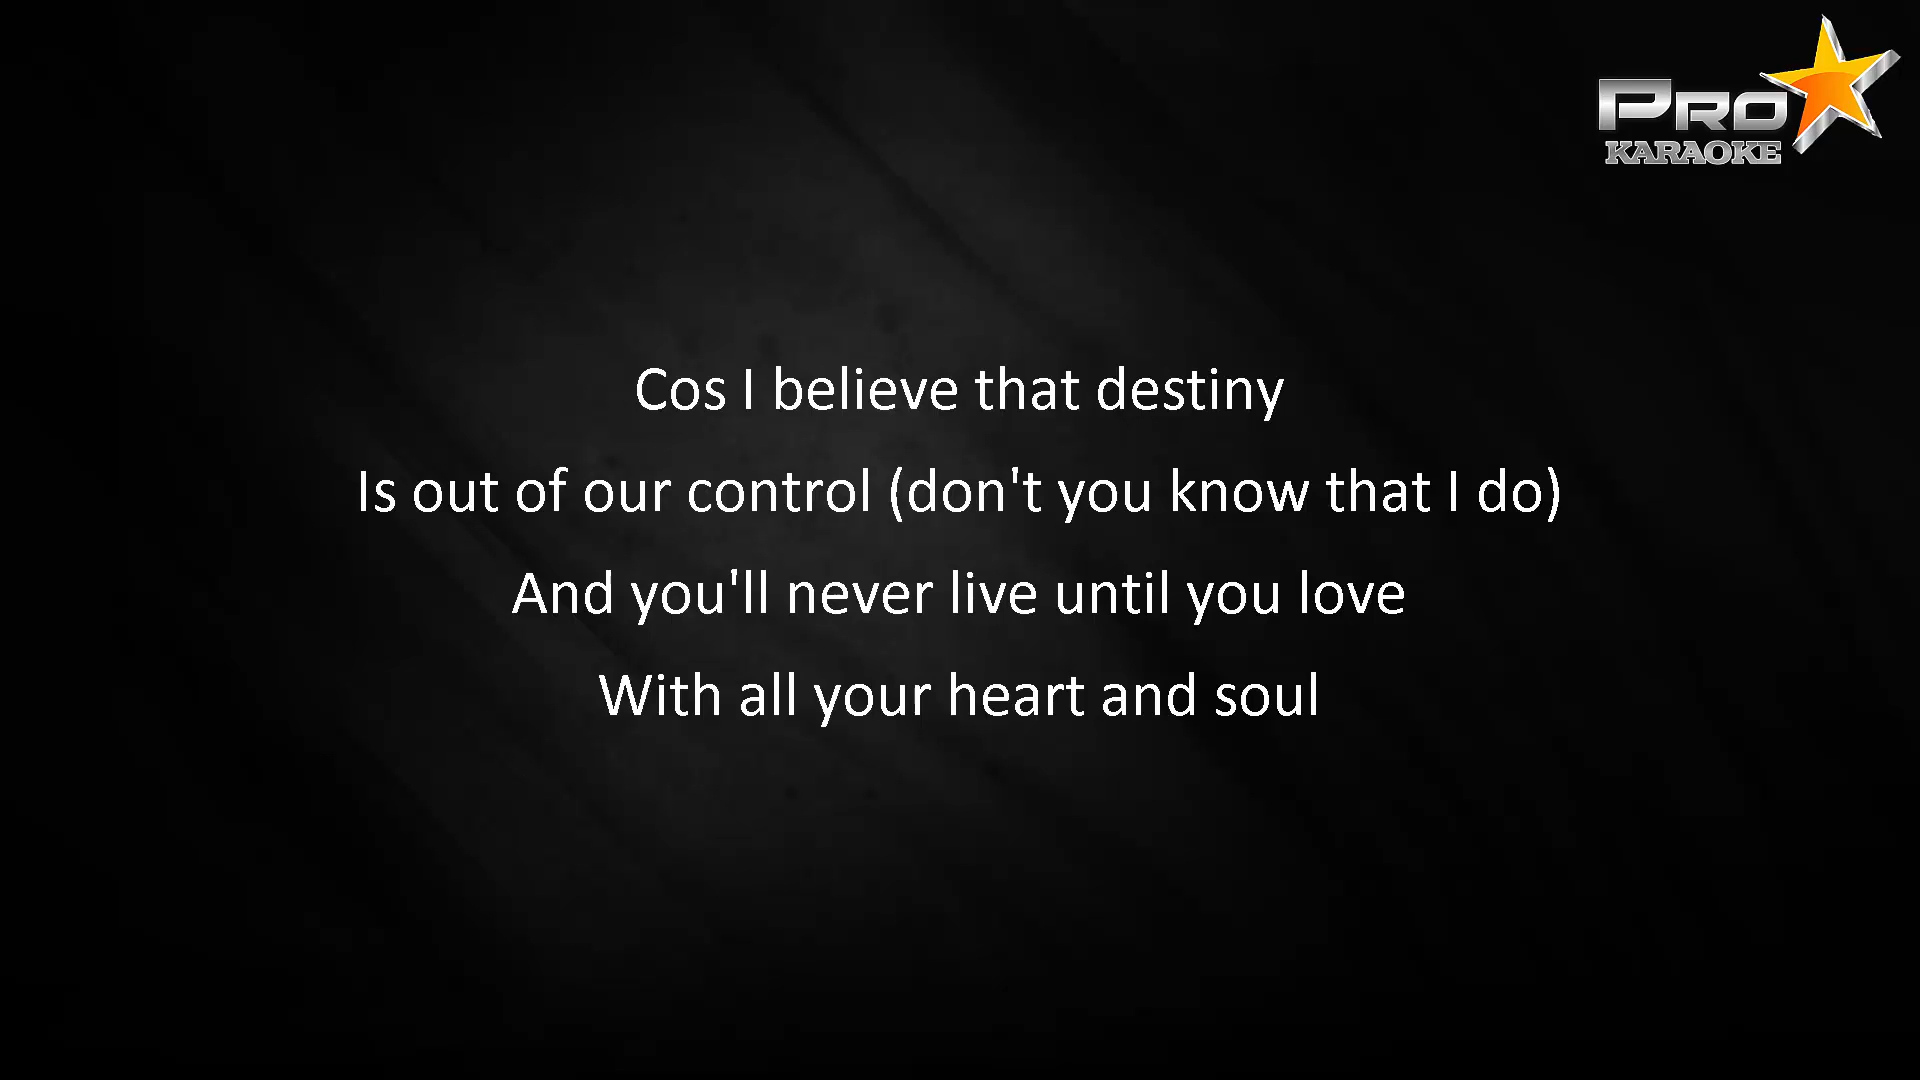 PRO
KARAOKE
Cos I believe that destiny
Is out of our control (don't you know that I do)
And you'll never live until you love
With all your heart and soul